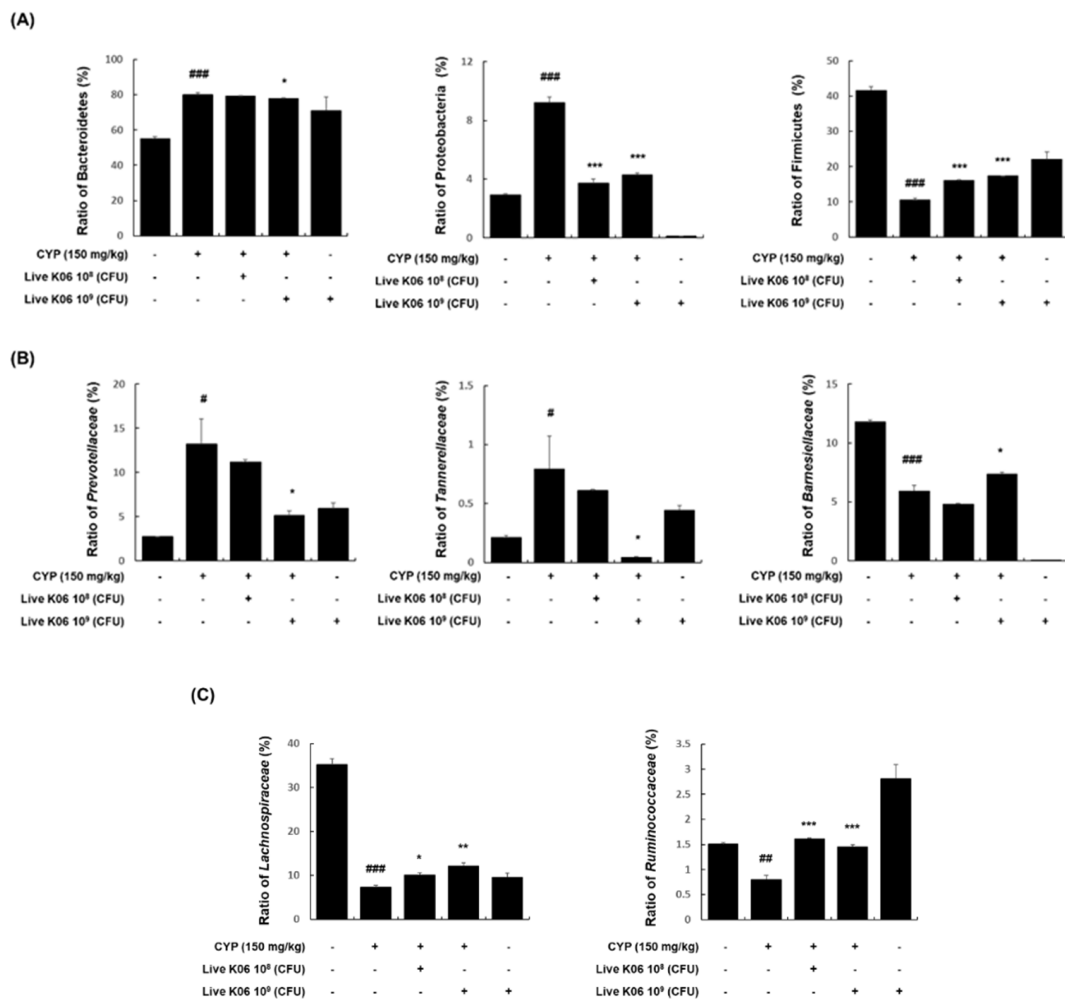 (A)
Ratio of Bacteroidetes (%)
100
80
60
40
20
0
###
*
CYP (150 mg/kg) - + + + -
Live K06 10⁸ (CFU) - - + - -
Live K06 10⁹ (CFU) - - - + +
Ratio of Proteobacteria (%)
12
8
4
0
###
***
***
CYP (150 mg/kg) - + + + -
Live K06 10⁸ (CFU) - - + - -
Live K06 10⁹ (CFU) - - - + +
Ratio of Firmicutes (%)
50
40
30
20
10
0
###
***
***
CYP (150 mg/kg) - + + + -
Live K06 10⁸ (CFU) - - + - -
Live K06 10⁹ (CFU) - - - + +
(B)
Ratio of Prevotellaceae (%)
20
15
10
5
0
#
*
CYP (150 mg/kg) - + + + -
Live K06 10⁸ (CFU) - - + - -
Live K06 10⁹ (CFU) - - - + +
Ratio of Tannerellaceae (%)
1.5
1
0.5
0
#
*
CYP (150 mg/kg) - + + + -
Live K06 10⁸ (CFU) - - + - -
Live K06 10⁹ (CFU) - - - + +
Ratio of Barnesiellaceae (%)
15
10
5
0
###
*
CYP (150 mg/kg) - + + + -
Live K06 10⁸ (CFU) - - + - -
Live K06 10⁹ (CFU) - - - + +
(C)
Ratio of Lachnospiraceae (%)
40
30
20
10
0
###
*
**
CYP (150 mg/kg) - + + + -
Live K06 10⁸ (CFU) - - + - -
Live K06 10⁹ (CFU) - - - + +
Ratio of Ruminococcaceae (%)
3.5
3
2.5
2
1.5
1
0.5
0
##
***
***
CYP (150 mg/kg) - + + + -
Live K06 10⁸ (CFU) - - + - -
Live K06 10⁹ (CFU) - - - + +